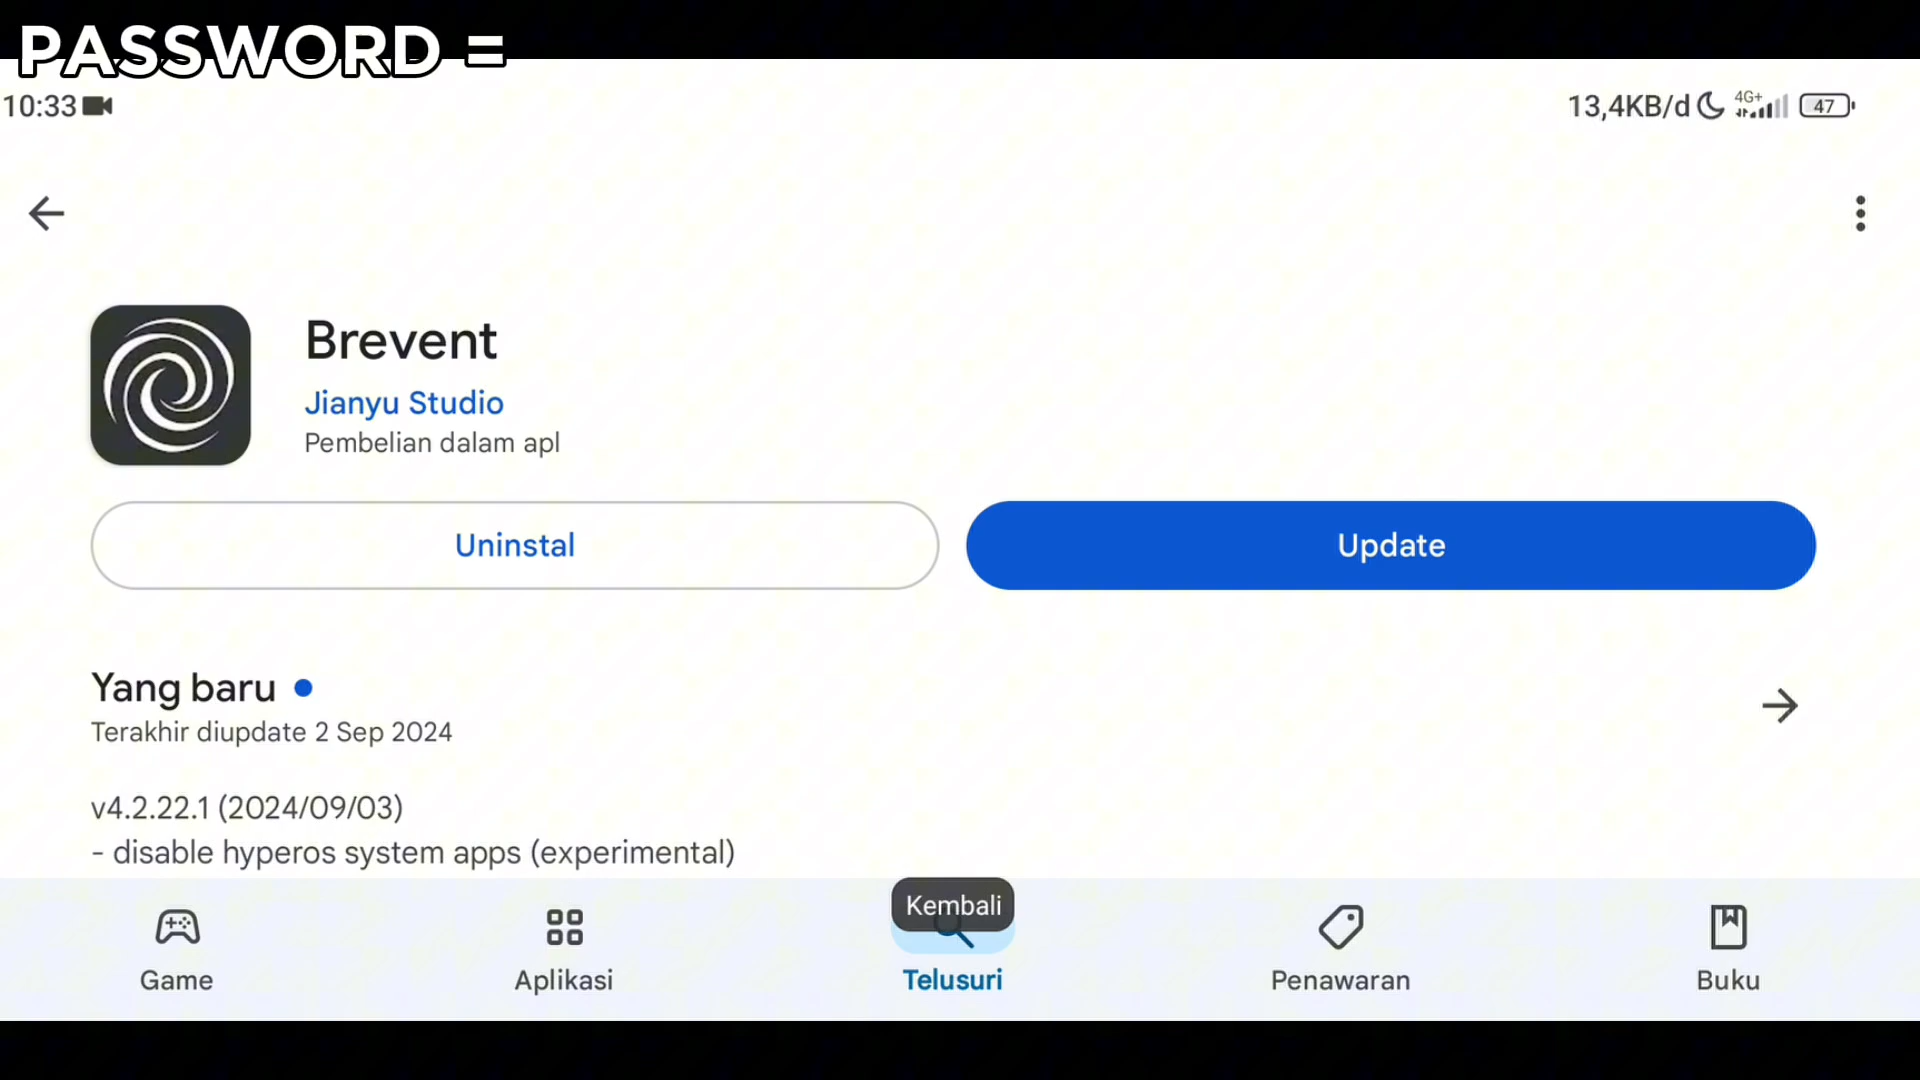 PASSWORD =
10:33
13,4KB/d 4G+ 47
Brevent
Jianyu Studio
Pembelian dalam apl
Uninstal
Update
Yang baru
Terakhir diupdate 2 Sep 2024
v4.2.22.1 (2024/09/03)
- disable hyperos system apps (experimental)
Kembali
Game
Aplikasi
Telusuri
Penawaran
Buku